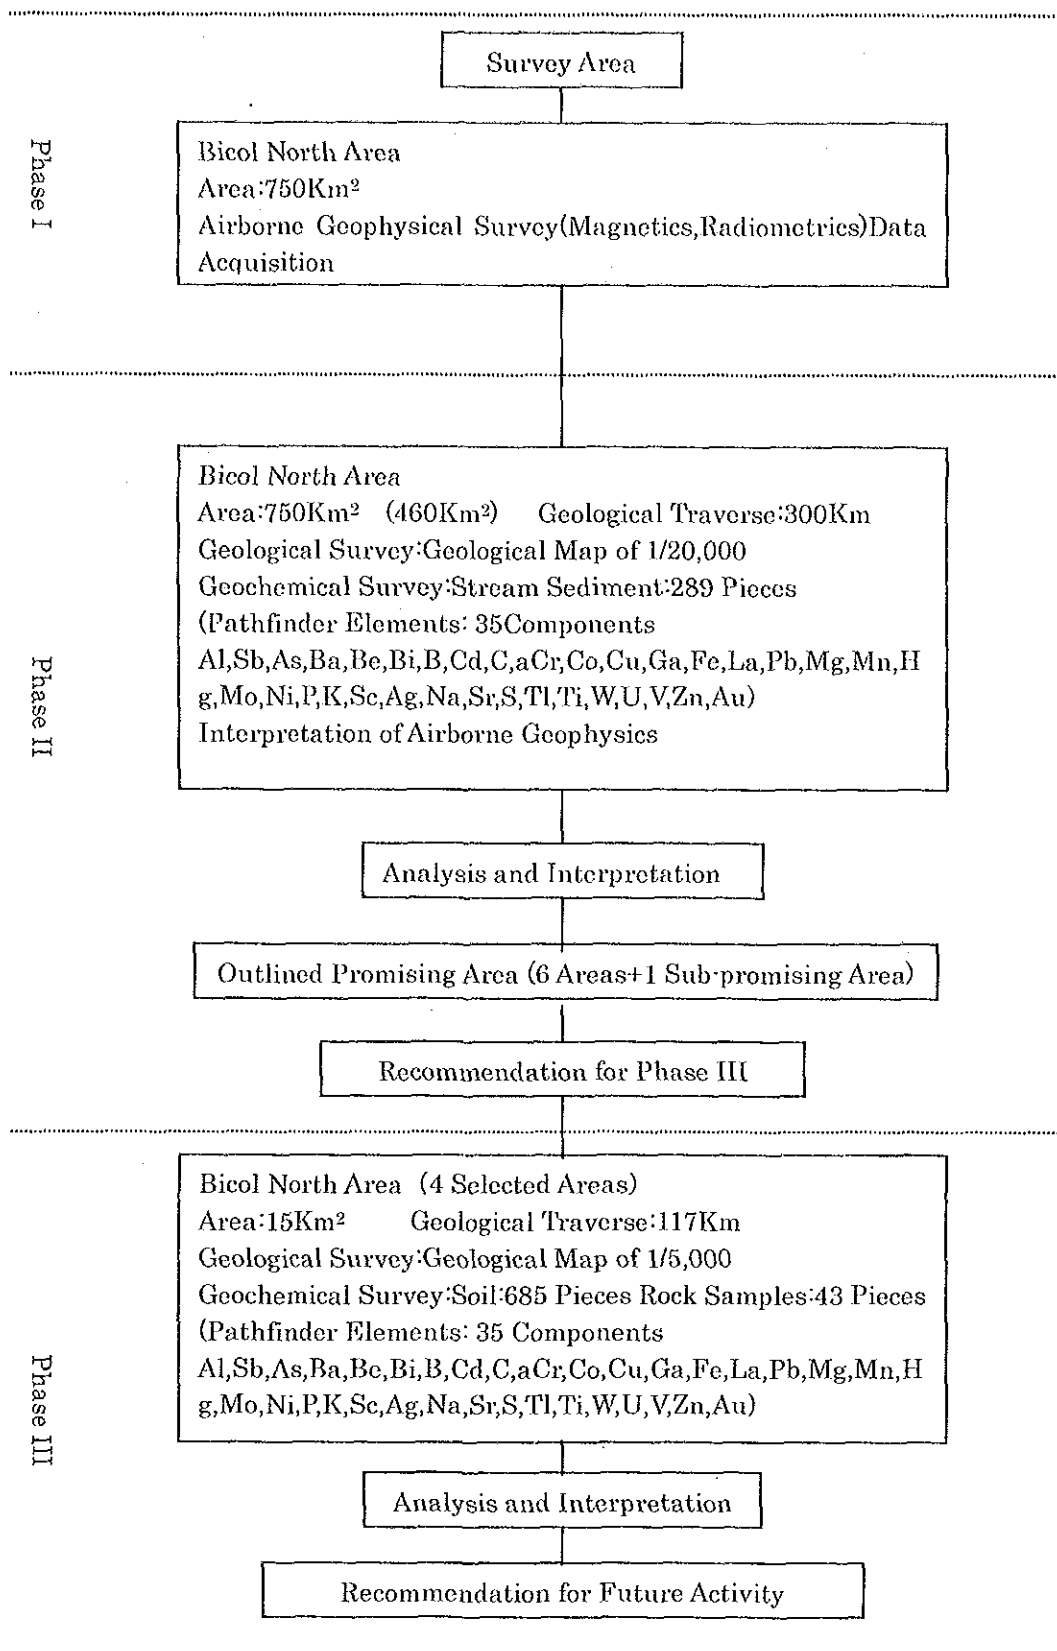 Survey Area
Phase I
Bicol North Area
Area:750Km²
Airborne Geophysical Survey(Magnetics,Radiometrics)Data
Acquisition
Phase II
Bicol North Area
Area:750Km² (460Km²) Geological Traverse:300Km
Geological Survey:Geological Map of 1/20,000
Geochemical Survey:Stream Sediment:289 Pieces
(Pathfinder Elements: 35Components
Al,Sb,As,Ba,Be,Bi,B,Cd,C,aCr,Co,Cu,Ga,Fe,La,Pb,Mg,Mn,H
g,Mo,Ni,P,K,Sc,Ag,Na,Sr,S,Tl,Ti,W,U,V,Zn,Au)
Interpretation of Airborne Geophysics
Analysis and Interpretation
Outlined Promising Area (6 Areas+1 Sub-promising Area)
Recommendation for Phase III
Phase III
Bicol North Area (4 Selected Areas)
Area:15Km² Geological Traverse:117Km
Geological Survey:Geological Map of 1/5,000
Geochemical Survey:Soil:685 Pieces Rock Samples:43 Pieces
(Pathfinder Elements: 35 Components
Al,Sb,As,Ba,Be,Bi,B,Cd,C,aCr,Co,Cu,Ga,Fe,La,Pb,Mg,Mn,H
g,Mo,Ni,P,K,Sc,Ag,Na,Sr,S,Tl,Ti,W,U,V,Zn,Au)
Analysis and Interpretation
Recommendation for Future Activity